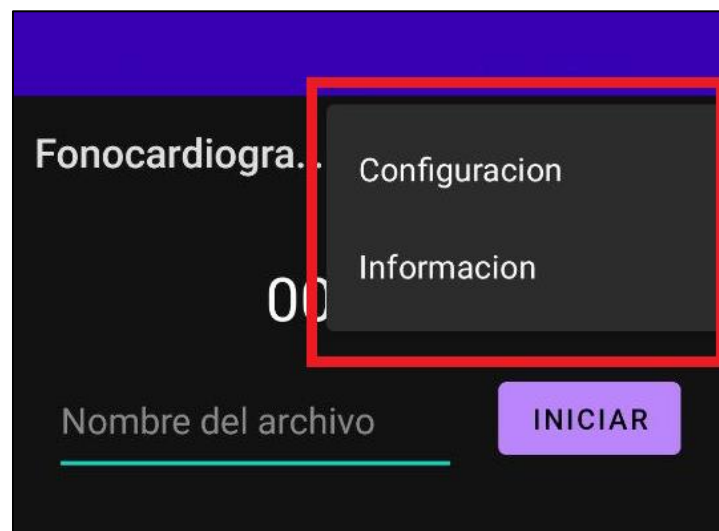 Fonocardiogra...
Configuracion
Informacion
00
Nombre del archivo
INICIAR